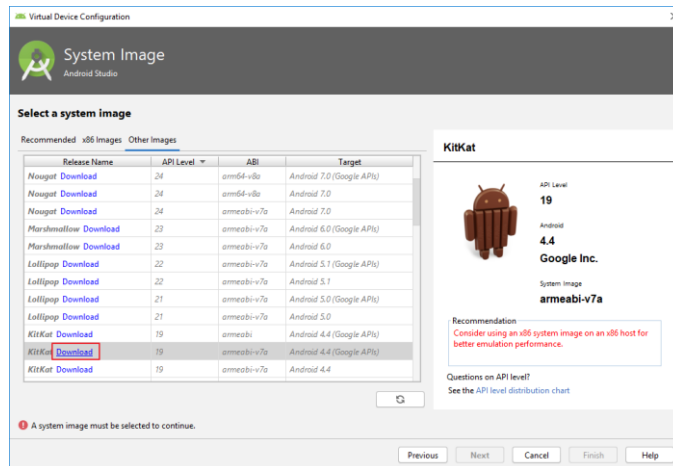 Virtual Device Configuration
System Image
Android Studio
Select a system image
Recommended x86 Images Other Images
Release Name API Level ABI Target
Nougat Download 24 arm64-v8a Android 7.0 (Google APIs)
Nougat Download 24 arm64-v8a Android 7.0
Nougat Download 24 armeabi-v7a Android 7.0
Marshmallow Download 23 armeabi-v7a Android 6.0 (Google APIs)
Marshmallow Download 23 armeabi-v7a Android 6.0
Lollipop Download 22 armeabi-v7a Android 5.1 (Google APIs)
Lollipop Download 22 armeabi-v7a Android 5.1
Lollipop Download 21 armeabi-v7a Android 5.0 (Google APIs)
Lollipop Download 21 armeabi-v7a Android 5.0
KitKat Download 19 armeabi Android 4.4 (Google APIs)
KitKat Download 19 armeabi-v7a Android 4.4 (Google APIs)
KitKat Download 19 armeabi-v7a Android 4.4
KitKat
API Level
19
Android
4.4
Google Inc.
System Image
armeabi-v7a
Recommendation
Consider using an x86 system image on an x86 host for
better emulation performance.
Questions on API level?
See the API level distribution chart
A system image must be selected to continue.
Previous Next Cancel Finish Help